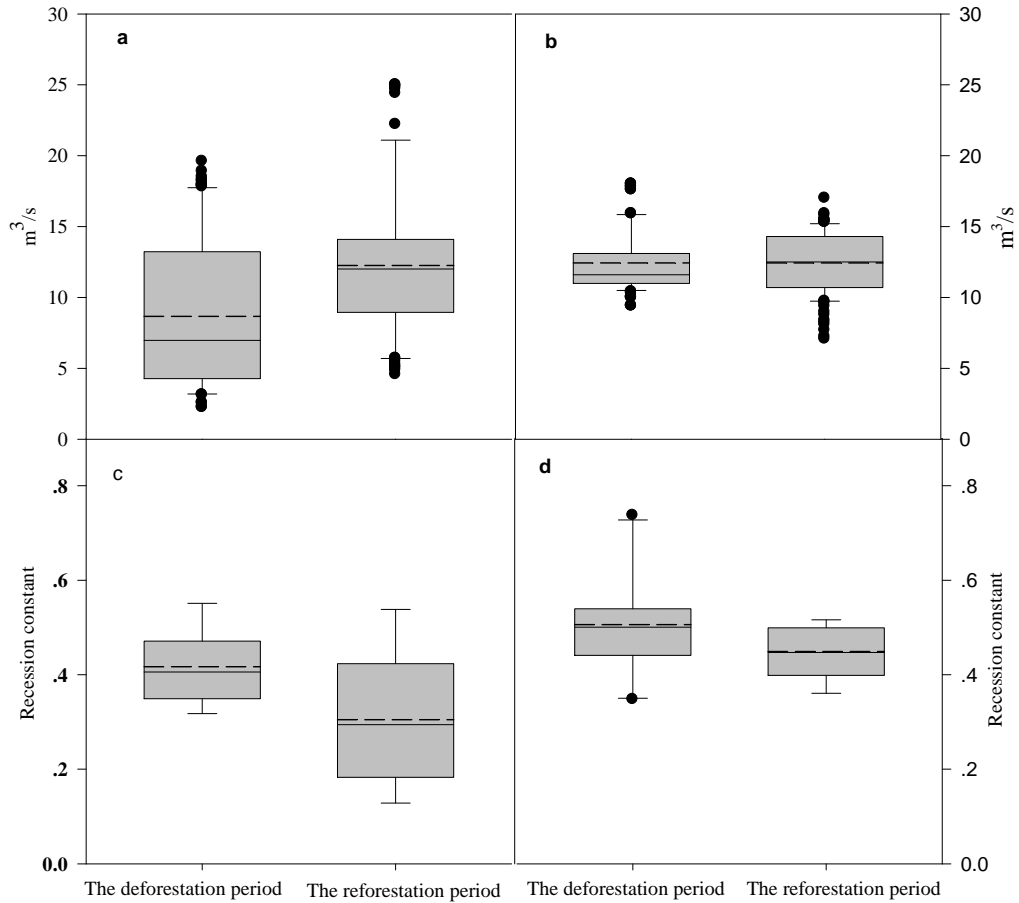 30
25
20
15
10
5
0
m³/s
a
b
30
25
20
15
10
5
0
m³/s
.8
.6
.4
.2
0.0
Recession constant
c
d
.8
.6
.4
.2
0.0
Recession constant
The deforestation period
The reforestation period
The deforestation period
The reforestation period